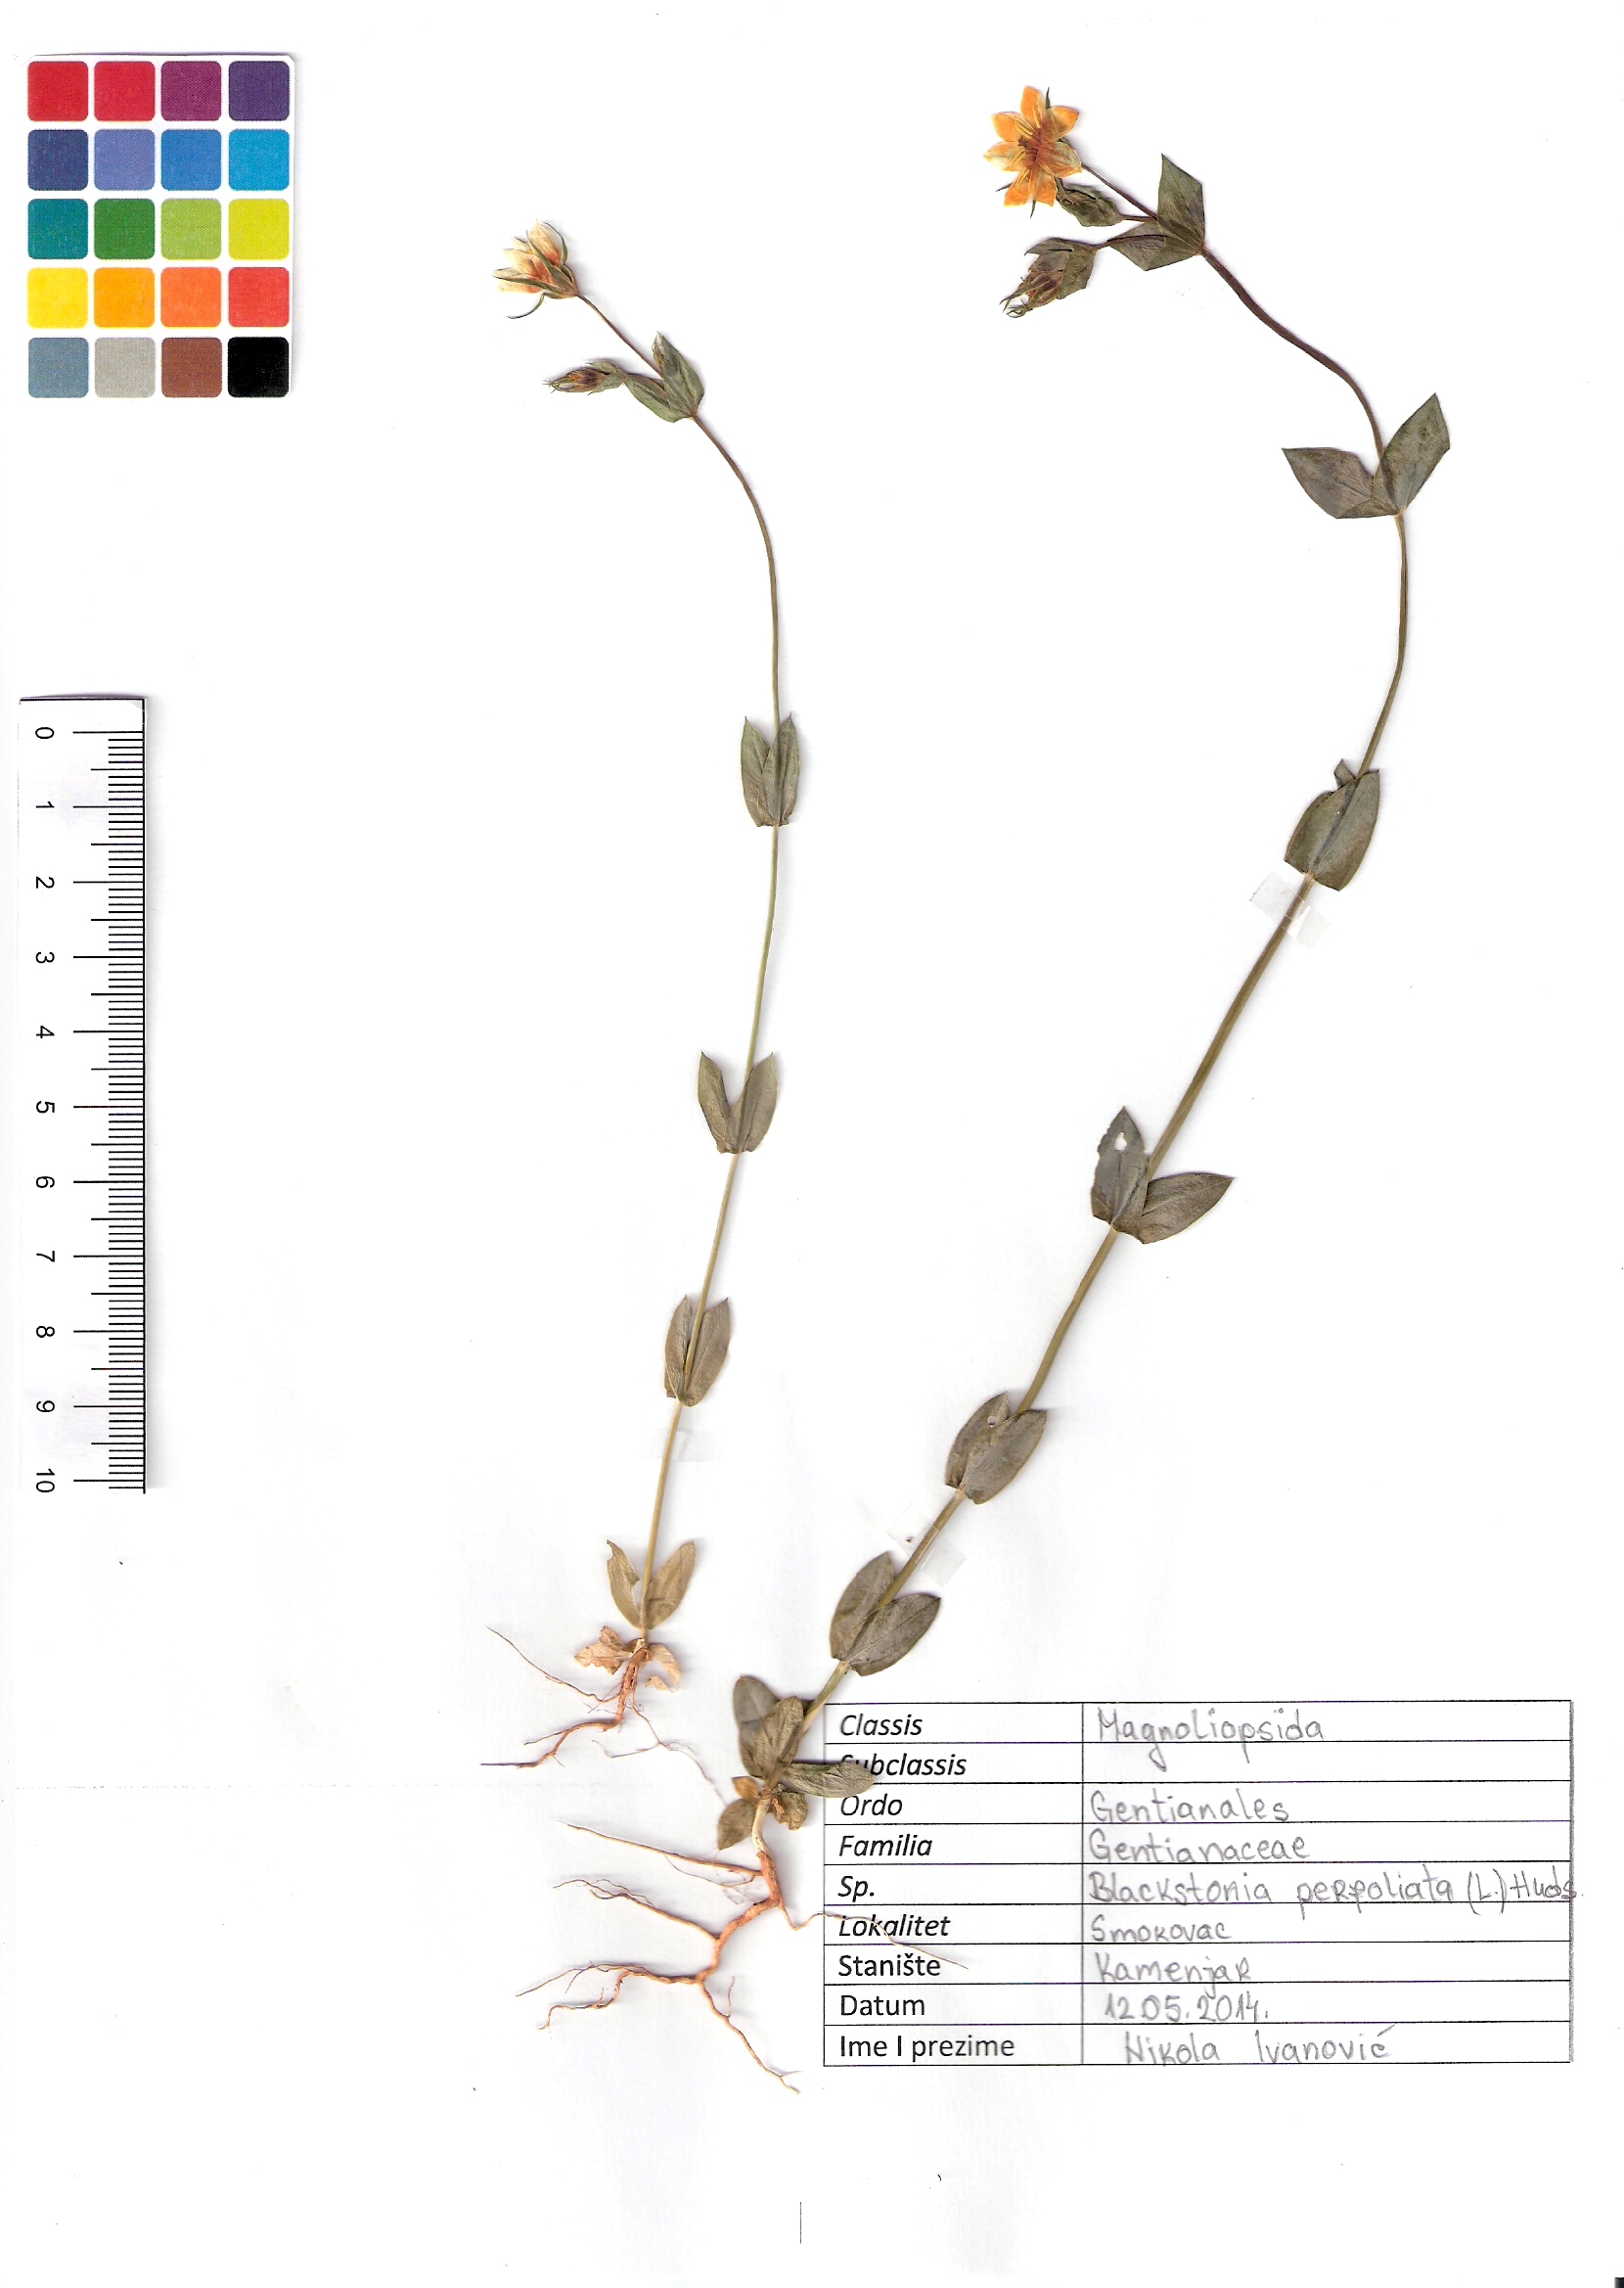 0
1
2
3
4
5
6
7
8
9
10
Classis Magnoliopsida
Subclassis
Ordo Gentianales
Familia Gentianaceae
Sp. Blackstonia perfoliata (L.) Huds.
Lokalitet Smokovac
Stanište Kamenjar
Datum 12.05.2014.
Ime I prezime Nikola Ivanović